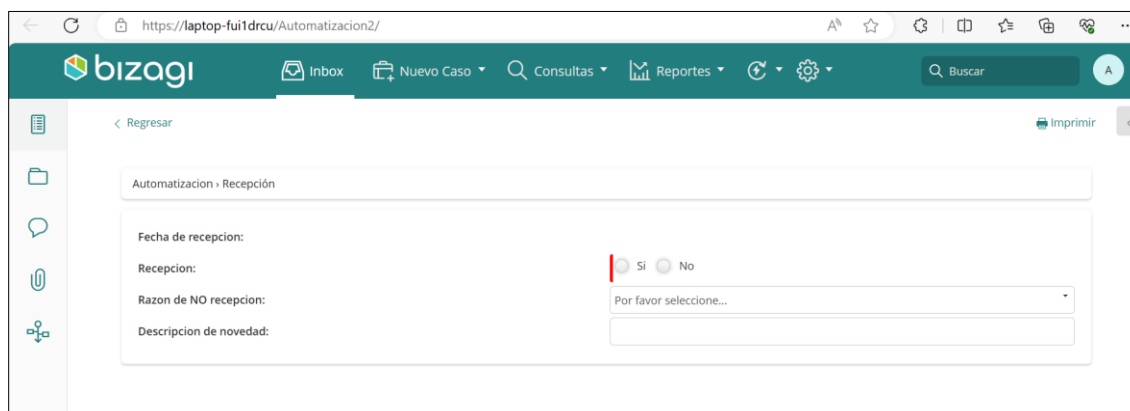 https://laptop-fui1drcu/Automatizacion2/
bizagi Inbox Nuevo Caso Consultas Reportes Buscar A
Regresar Imprimir
Automatizacion › Recepción
Fecha de recepcion:
Recepcion: Si No
Razon de NO recepcion: Por favor seleccione...
Descripcion de novedad: